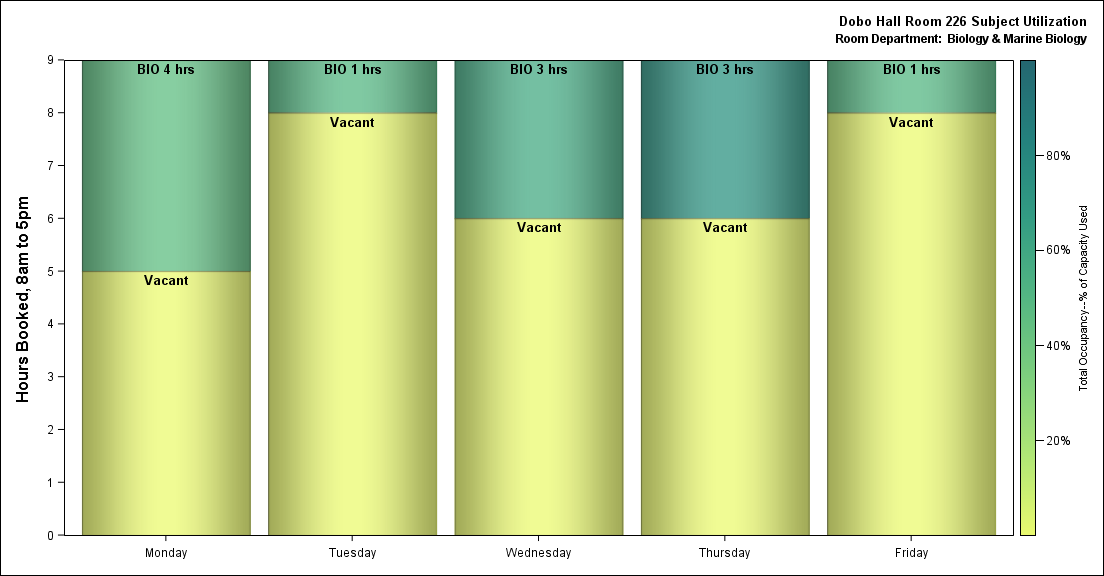 Dobo Hall Room 226 Subject Utilization
Room Department: Biology & Marine Biology
Hours Booked, 8am to 5pm
9
8
7
6
5
4
3
2
1
0
BIO 4 hrs
Vacant
BIO 1 hrs
Vacant
BIO 3 hrs
Vacant
BIO 3 hrs
Vacant
BIO 1 hrs
Vacant
Monday
Tuesday
Wednesday
Thursday
Friday
80%
60%
40%
20%
Total Occupancy--% of Capacity Used